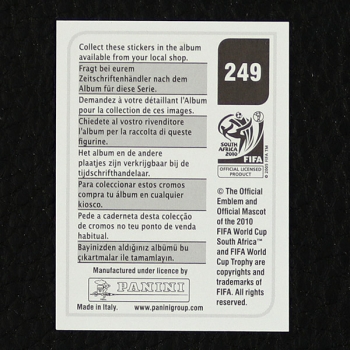 Collect these stickers in the album
available from your local shop.
Fragt bei eurem
Zeitschriftenhändler nach dem
Album für diese Serie.
Demandez à votre détaillant l'Album
pour la collection de ces images.
Chiedete al vostro rivenditore
l'album per la raccolta di queste
figurine.
Het album en de andere
plaatjes zijn verkrijgbaar bij de
tijdschrifthandelaar.
Para coleccionar estos cromos
compra tu álbum en cualquier
kiosco.
Pede a caderneta desta colecção
de cromos no teu ponto de venda
habitual.
Bayinizden aldığınız albümü bu
çıkartmalar ile tamamlayın.
Manufactured under licence by
PANINI
Made in Italy. www.paninigroup.com
249
SOUTH AFRICA
2010
FIFA
OFFICIAL LICENSED
PRODUCT
© The Official
Emblem and
Official Mascot
of the 2010
FIFA World Cup
South Africa™
and FIFA World
Cup Trophy are
copyrights and
trademarks of
FIFA. All rights
reserved.